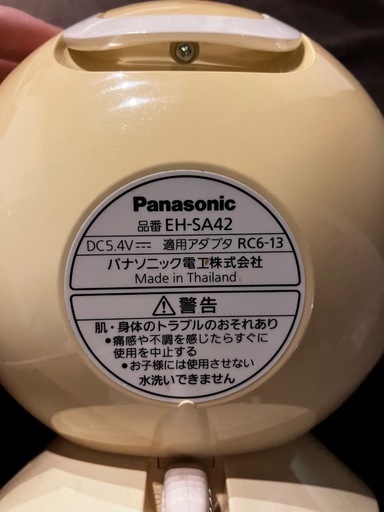 Panasonic
品番 EH-SA42
DC5.4V⎓ 適用アダプタ RC6-13
パナソニック電工株式会社
Made in Thailand
⚠警告
肌・身体のトラブルのおそれあり
●痛感や不調を感じたらすぐに
使用を中止する
●お子様には使用させない
水洗いできません